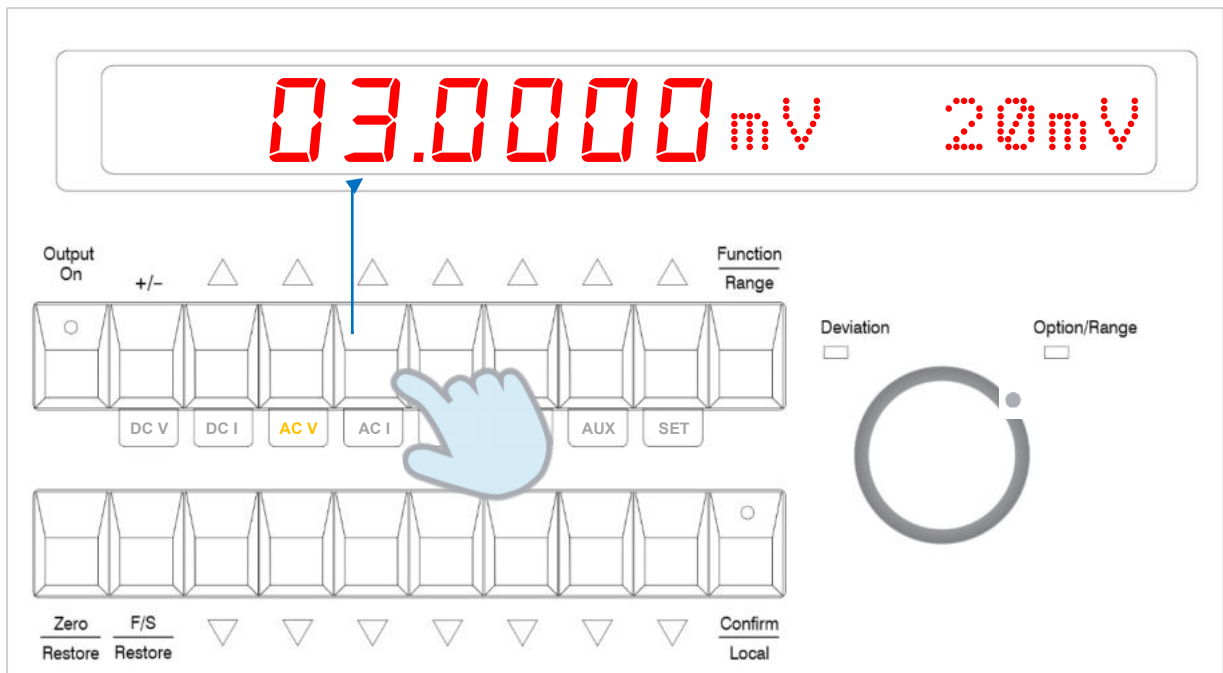 03.0000mV 20mV
Output
On
+/–
Function
Range
Deviation
Option/Range
DC V
DC I
AC V
AC I
AUX
SET
Zero
Restore
F/S
Restore
Confirm
Local